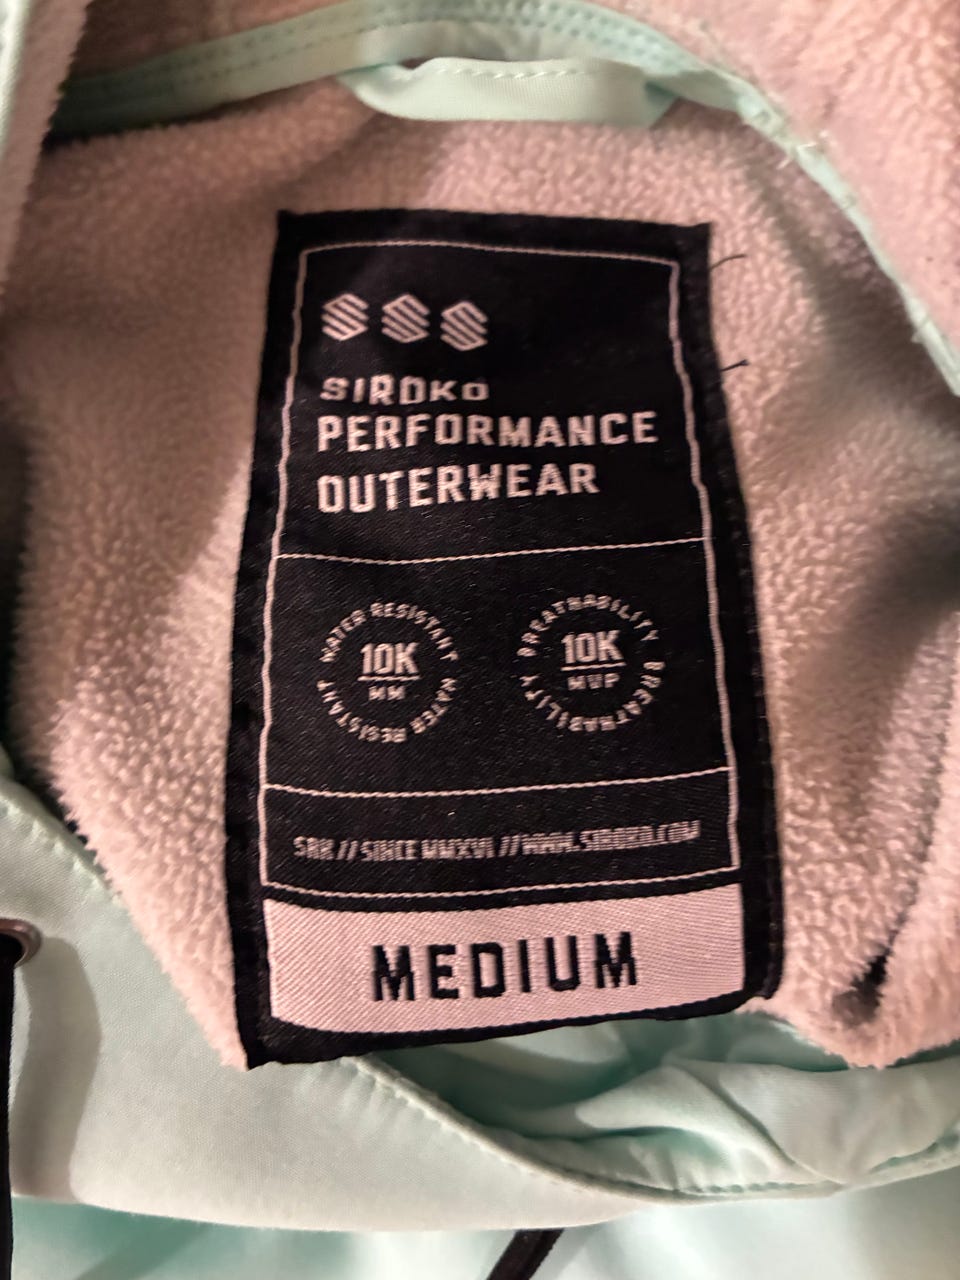 SIROKO
PERFORMANCE
OUTERWEAR
WATER RESISTANT WATER RESISTANT
10K
MM
BREATHABILITY BREATHABILITY
10K
MVP
SRK // SINCE MMXVI // WWW.SIROKO.COM
MEDIUM